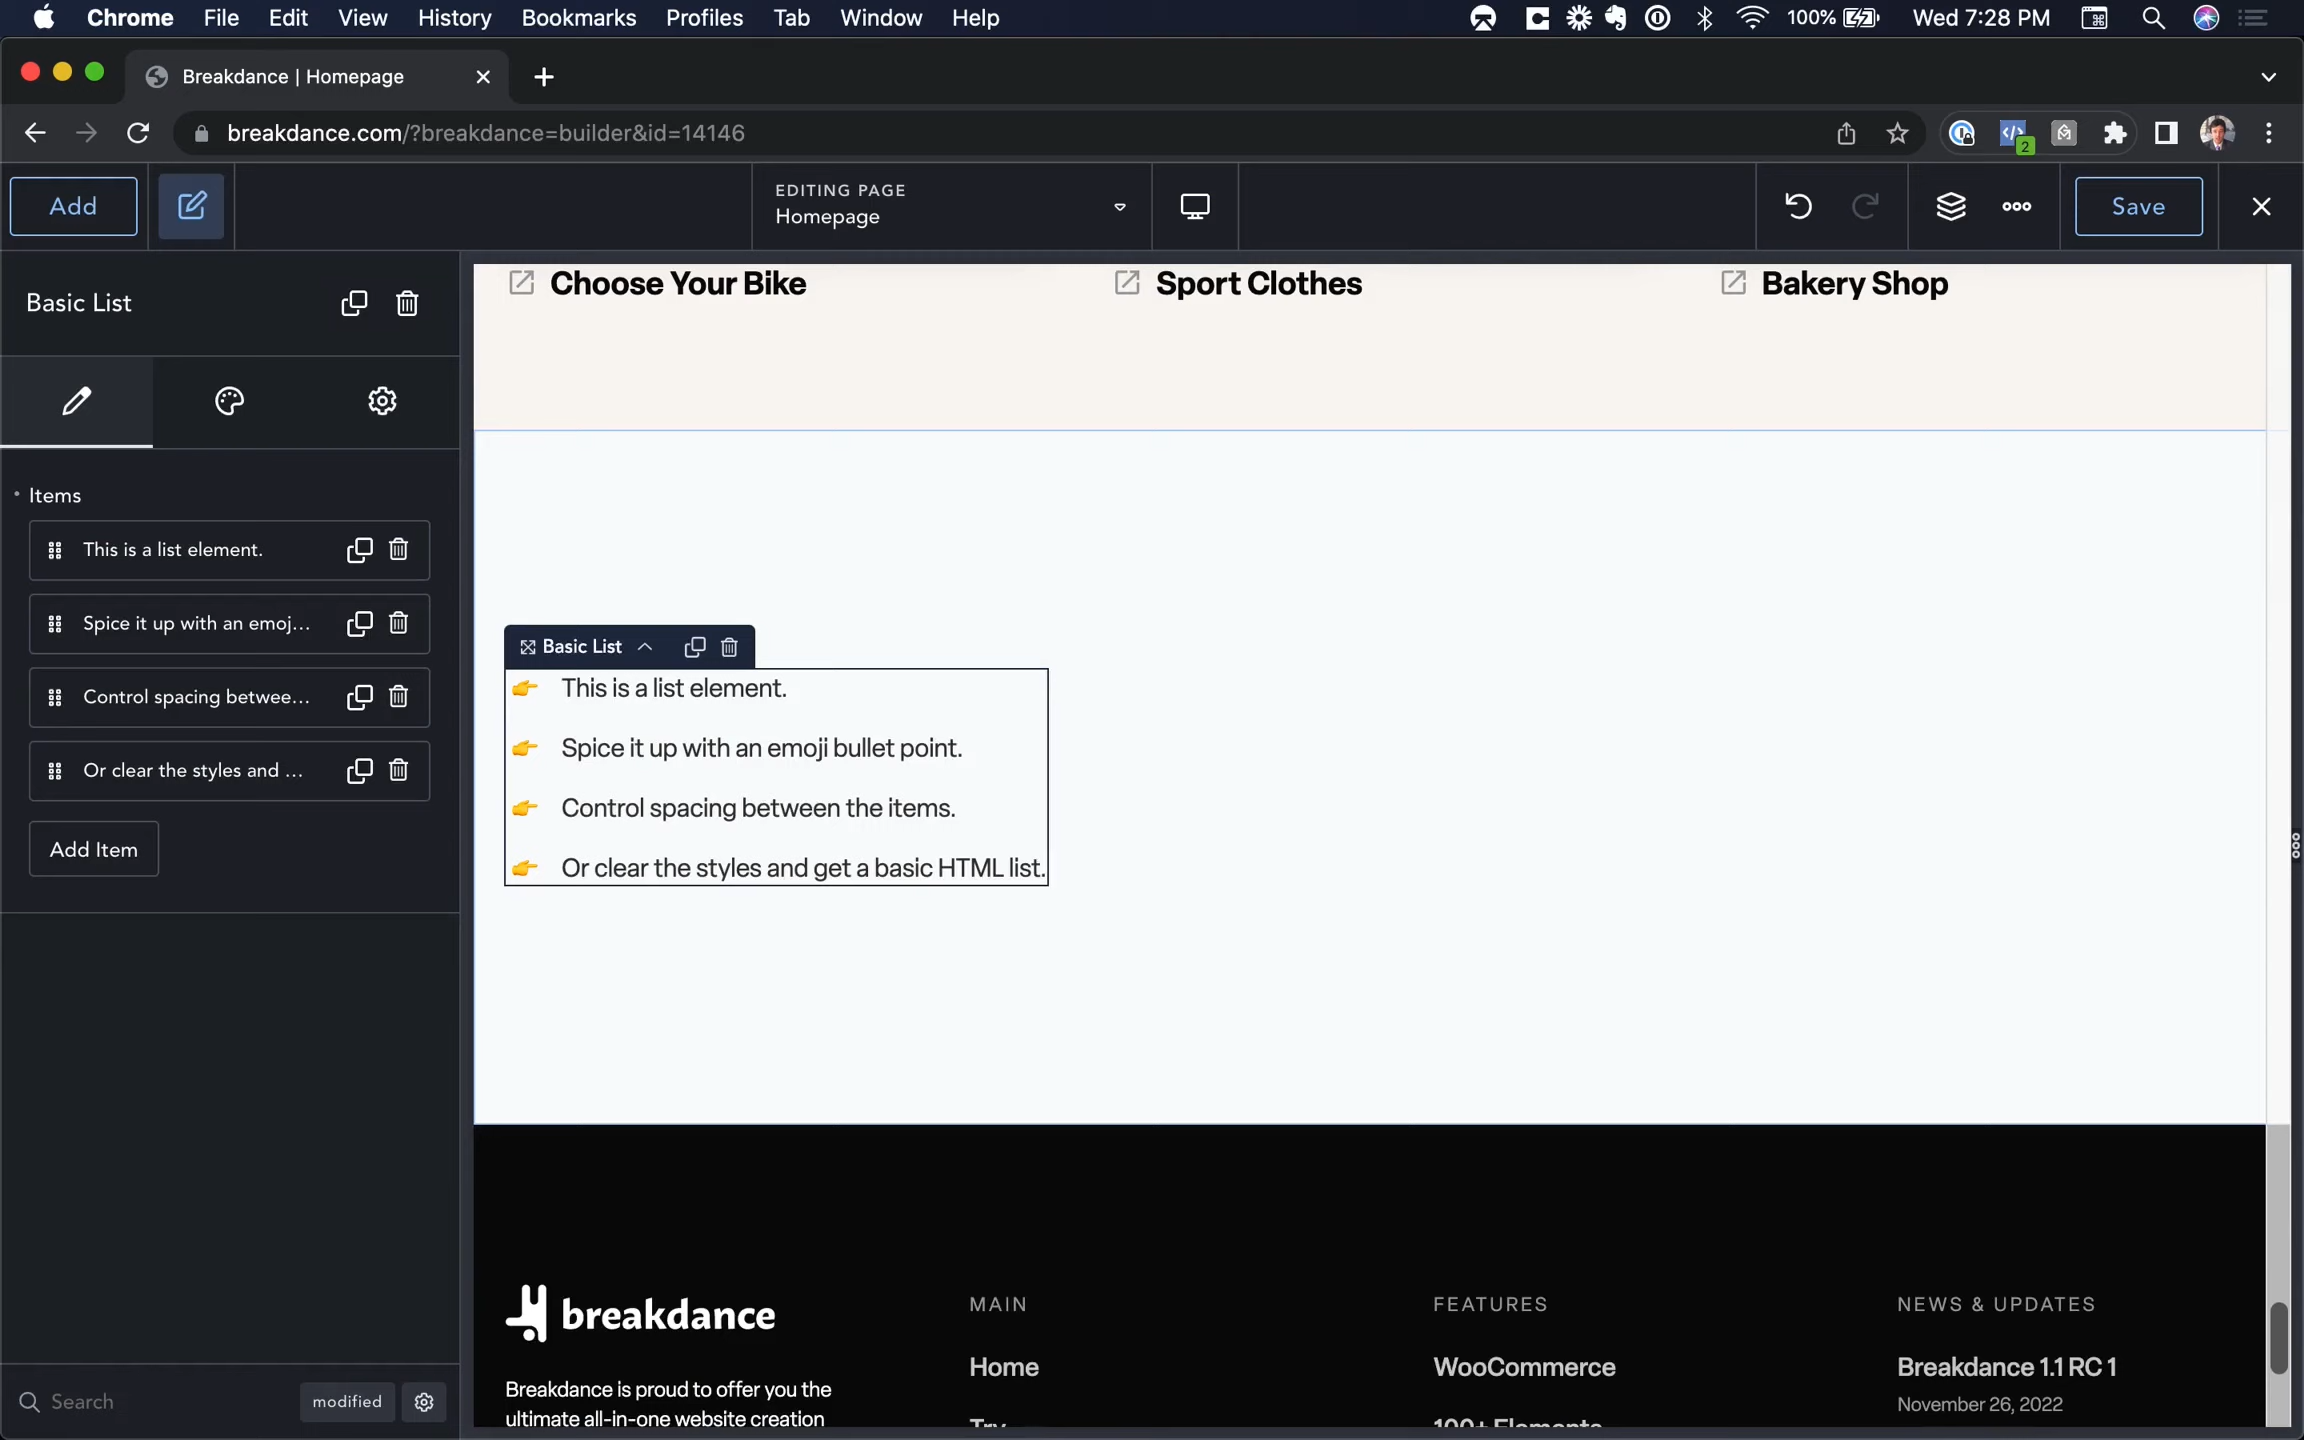 Chrome File Edit View History Bookmarks Profiles Tab Window Help 100% Wed 7:28 PM
Breakdance | Homepage
breakdance.com/?breakdance=builder&id=14146
2
Add
EDITING PAGE
Homepage
Save
Basic List
Items
This is a list element.
Spice it up with an emoj...
Control spacing betwee...
Or clear the styles and ...
Add Item
Search
modified
Choose Your Bike
Sport Clothes
Bakery Shop
Basic List
👉 This is a list element.
👉 Spice it up with an emoji bullet point.
👉 Control spacing between the items.
👉 Or clear the styles and get a basic HTML list.
breakdance
Breakdance is proud to offer you the
ultimate all-in-one website creation
MAIN
Home
Try
FEATURES
WooCommerce
100+ Elements
NEWS & UPDATES
Breakdance 1.1 RC 1
November 26, 2022